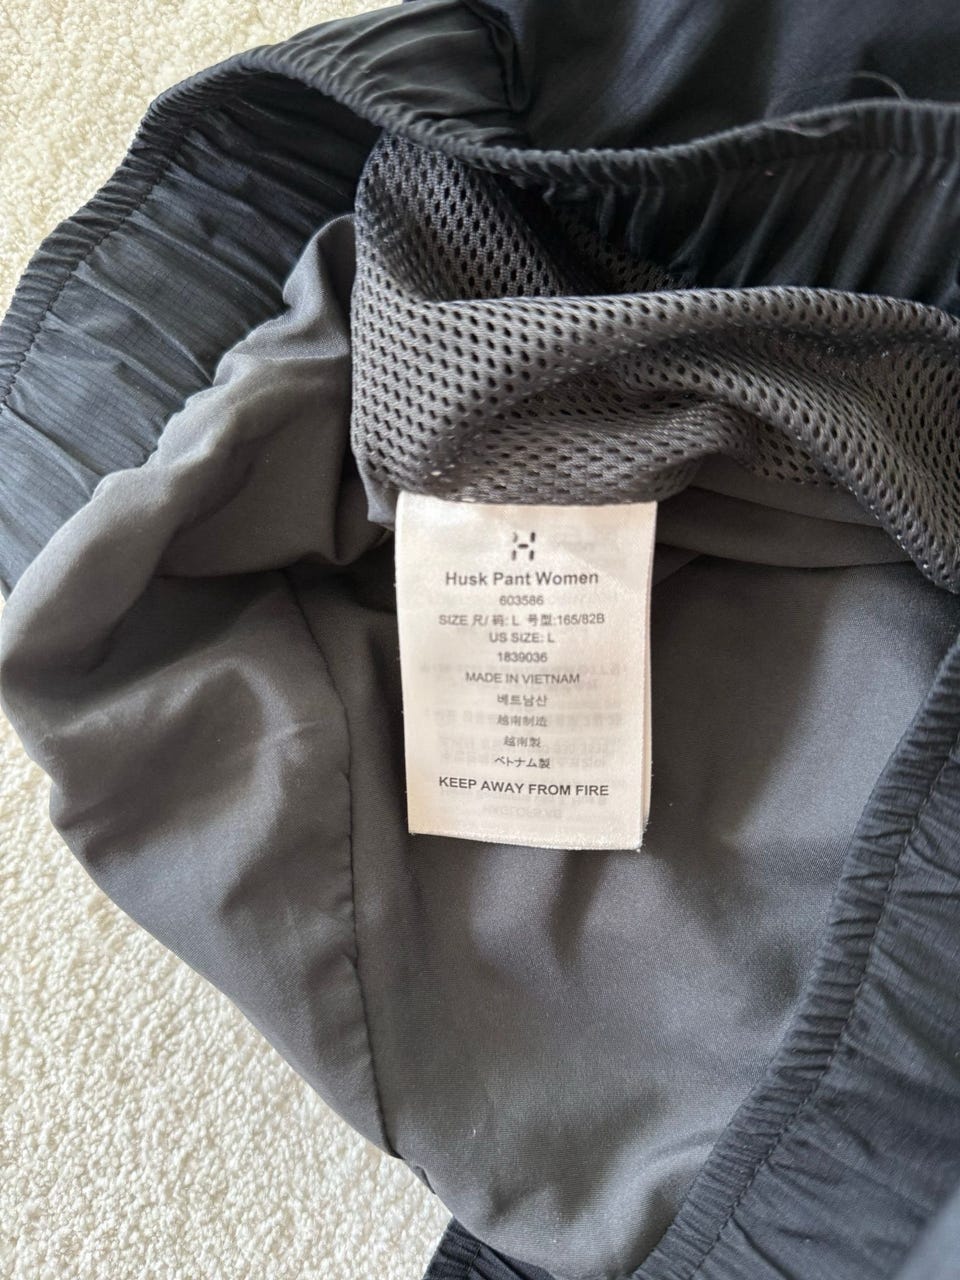 Husk Pant Women
603586
SIZE 尺/ 码: L 号型:165/82B
US SIZE: L
1839036
MADE IN VIETNAM
베트남산
越南制造
越南製
ベトナム製
KEEP AWAY FROM FIRE